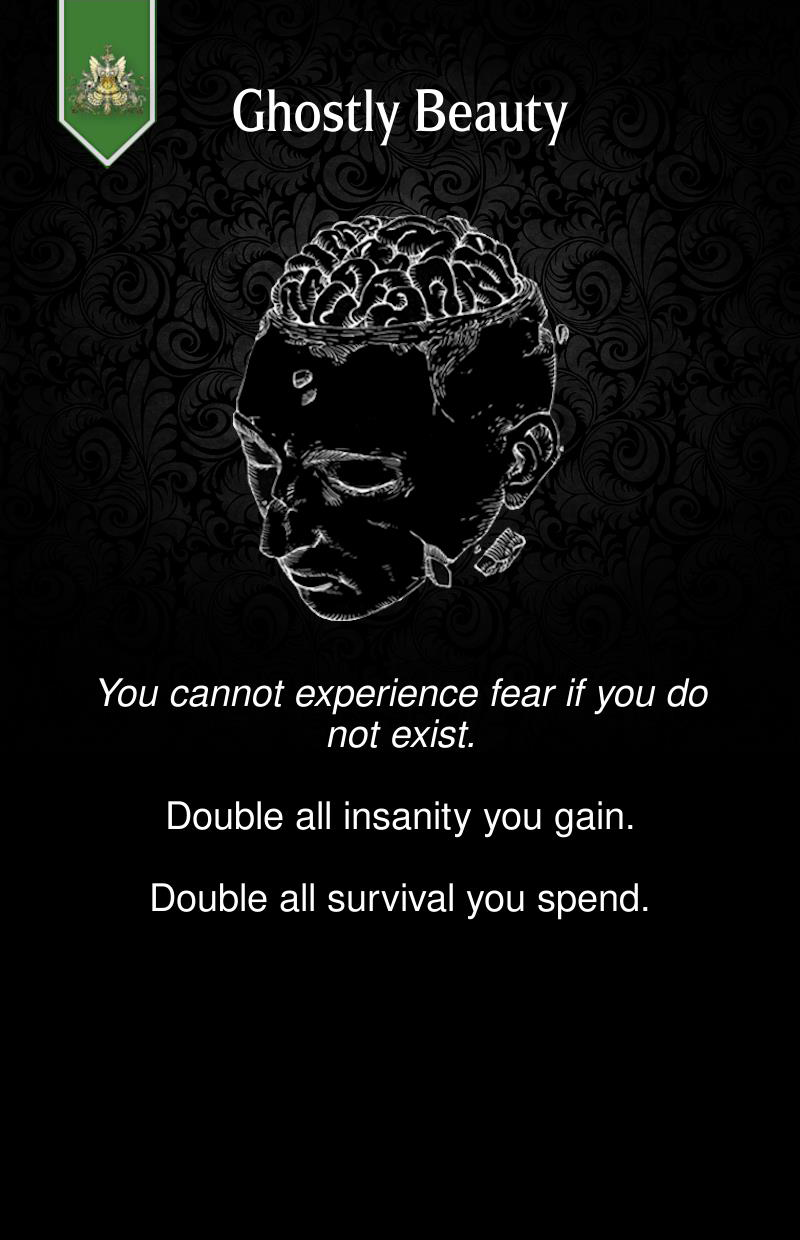 Ghostly Beauty
You cannot experience fear if you do
not exist.
Double all insanity you gain.
Double all survival you spend.